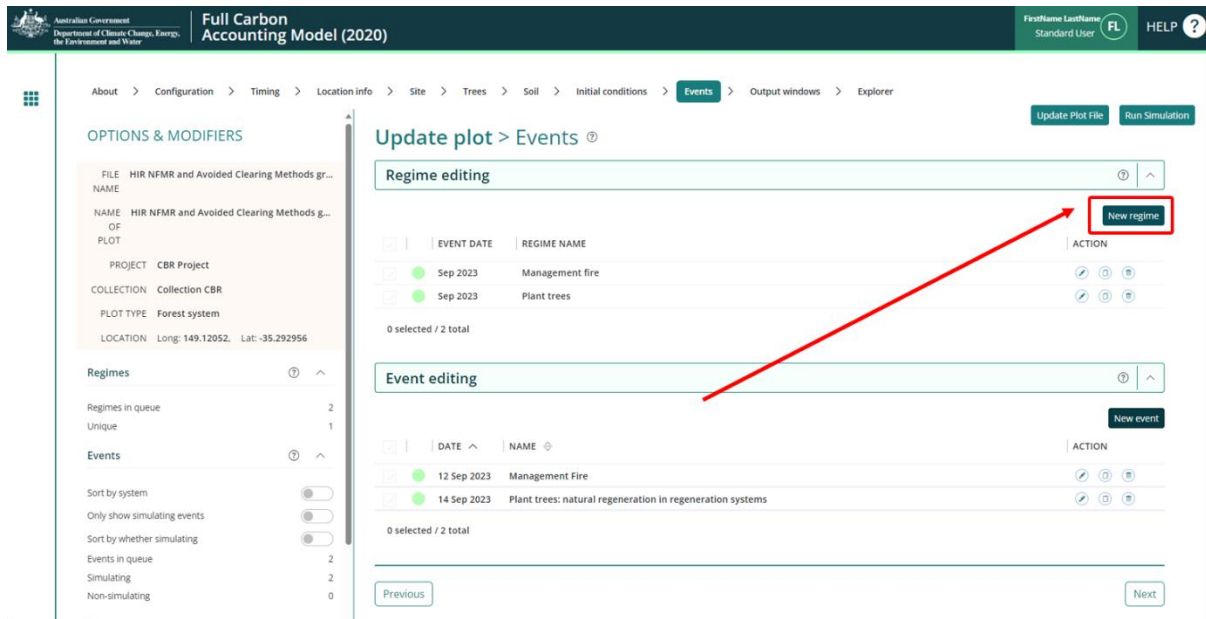 Australian Government
Department of Climate Change, Energy,
the Environment and Water
Full Carbon
Accounting Model (2020)
FirstName LastName
Standard User
FL
HELP ?
About > Configuration > Timing > Location info > Site > Trees > Soil > Initial conditions > Events > Output windows > Explorer
Update Plot File
Run Simulation
OPTIONS & MODIFIERS
FILE NAME HIR NFMR and Avoided Clearing Methods gr...
NAME OF PLOT HIR NFMR and Avoided Clearing Methods g...
PROJECT CBR Project
COLLECTION Collection CBR
PLOT TYPE Forest system
LOCATION Long: 149.12052, Lat: -35.292956
Regimes ?
Regimes in queue 2
Unique 1
Events ?
Sort by system
Only show simulating events
Sort by whether simulating
Events in queue 2
Simulating 2
Non-simulating 0
Update plot > Events ?
Regime editing ?
New regime
EVENT DATE REGIME NAME ACTION
Sep 2023 Management fire
Sep 2023 Plant trees
0 selected / 2 total
Event editing ?
New event
DATE NAME ACTION
12 Sep 2023 Management Fire
14 Sep 2023 Plant trees: natural regeneration in regeneration systems
0 selected / 2 total
Previous
Next